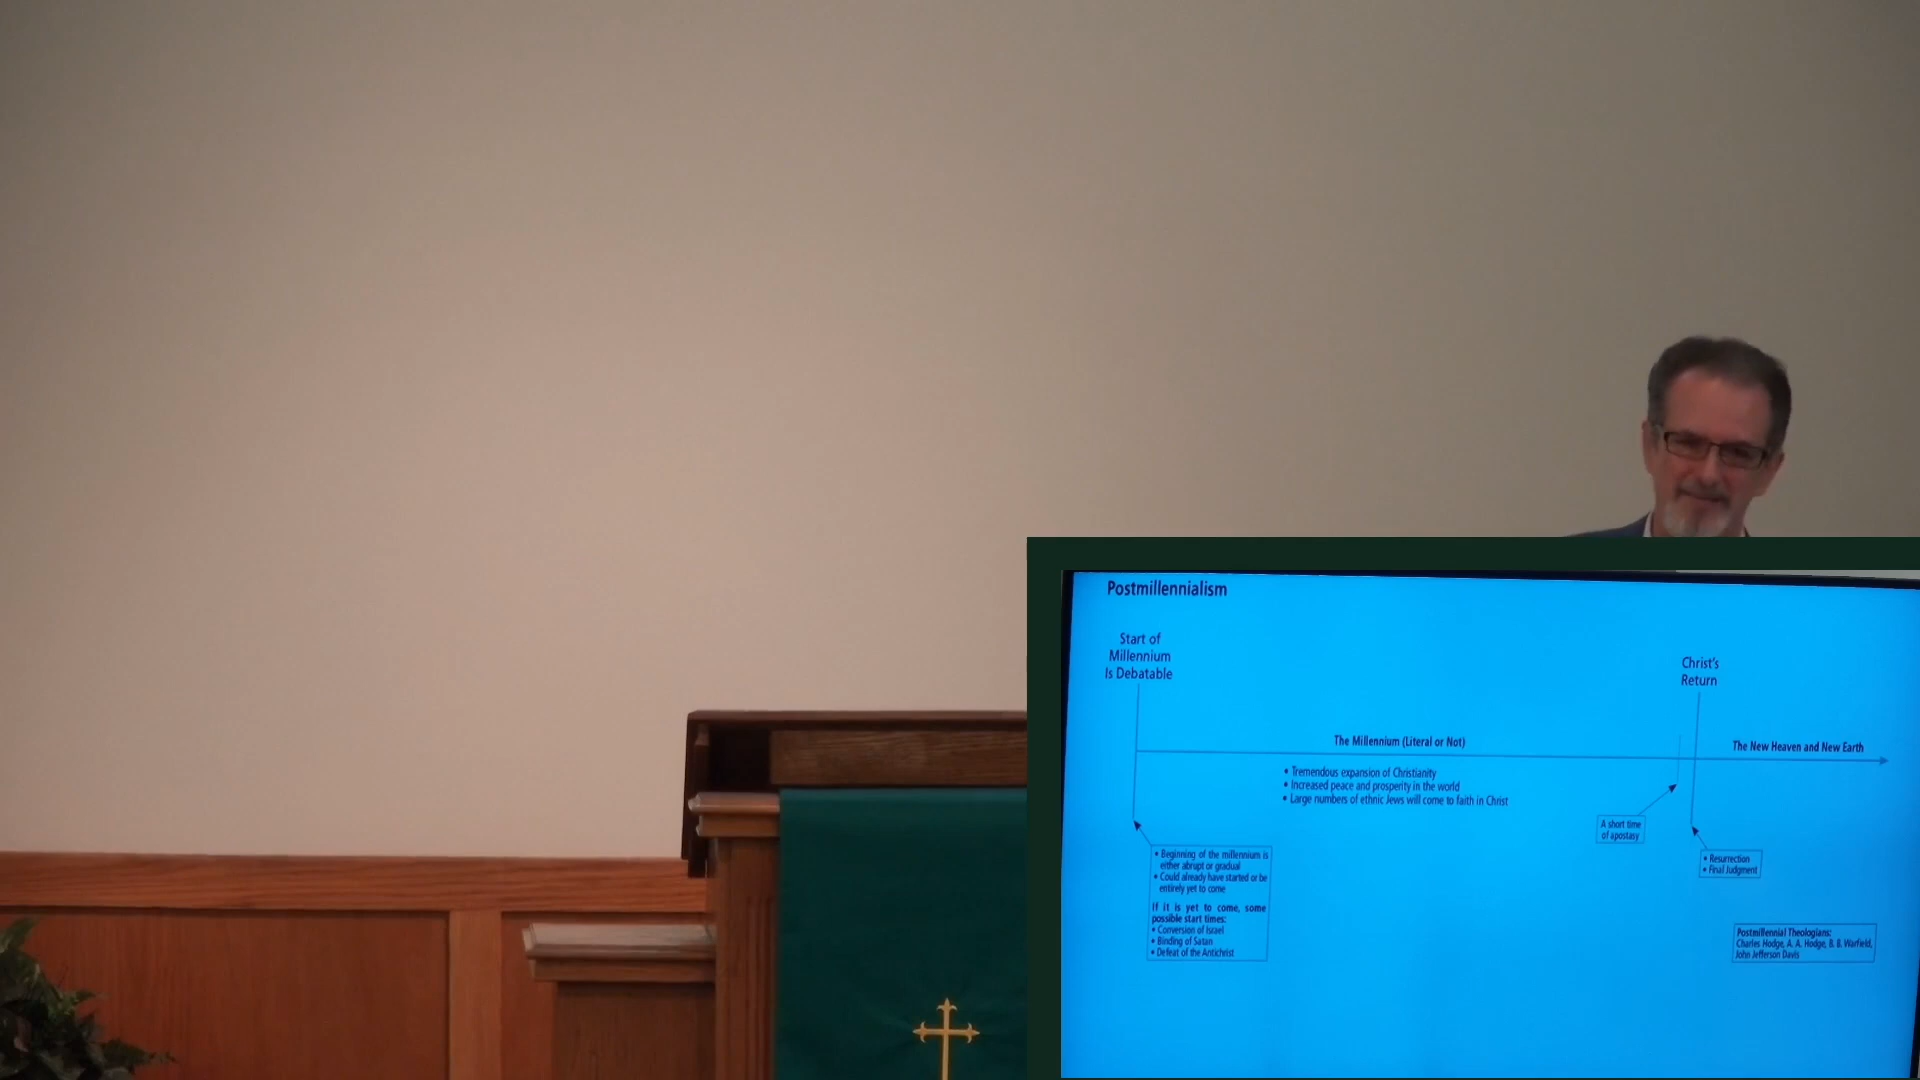 Postmillennialism
Start of
Millennium
Is Debatable
Christ's
Return
The Millennium (Literal or Not)
The New Heaven and New Earth
• Tremendous expansion of Christianity
• Increased peace and prosperity in the world
• Large numbers of ethnic Jews will come to faith in Christ
A short time
of apostasy
• Beginning of the millennium is
either abrupt or gradual
• Could already have started or be
entirely yet to come
If it is yet to come, some
possible start times:
• Conversion of Israel
• Binding of Satan
• Defeat of the Antichrist
• Resurrection
• Final Judgment
Postmillennial Theologians:
Charles Hodge, A. A. Hodge, B. B. Warfield,
John Jefferson Davis